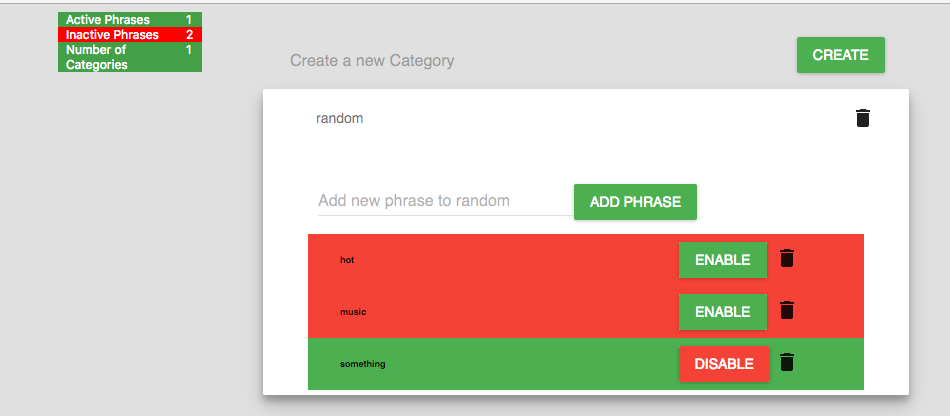 Active Phrases 1
Inactive Phrases 2
Number of 1
Categories
Create a new Category
CREATE
random
Add new phrase to random
ADD PHRASE
hot ENABLE
music ENABLE
something DISABLE